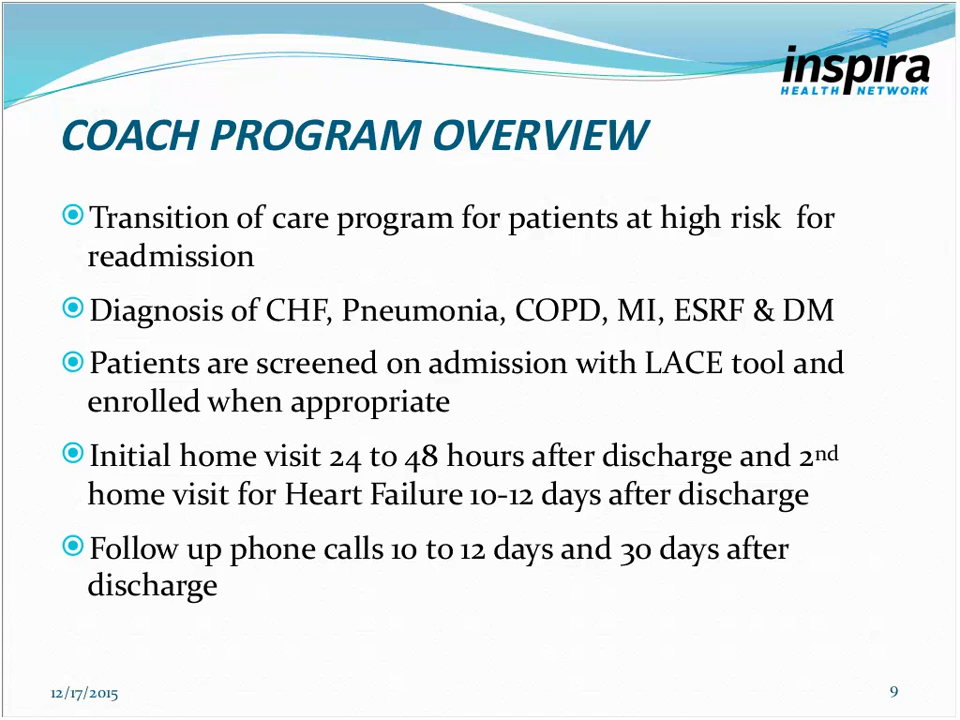 inspira
HEALTH NETWORK
COACH PROGRAM OVERVIEW
Transition of care program for patients at high risk for
readmission
Diagnosis of CHF, Pneumonia, COPD, MI, ESRF & DM
Patients are screened on admission with LACE tool and
enrolled when appropriate
Initial home visit 24 to 48 hours after discharge and 2nd
home visit for Heart Failure 10-12 days after discharge
Follow up phone calls 10 to 12 days and 30 days after
discharge
12/17/2015
9